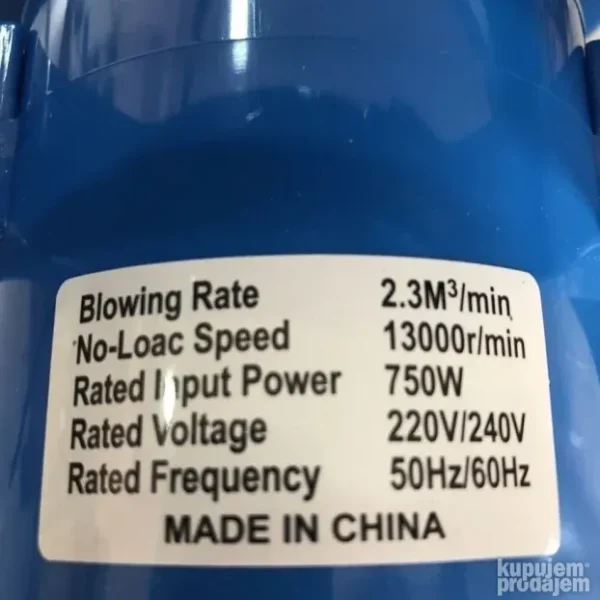 Blowing Rate 2.3M³/min
No-Loac Speed 13000r/min
Rated Input Power 750W
Rated Voltage 220V/240V
Rated Frequency 50Hz/60Hz
MADE IN CHINA
kupujem
prodajem